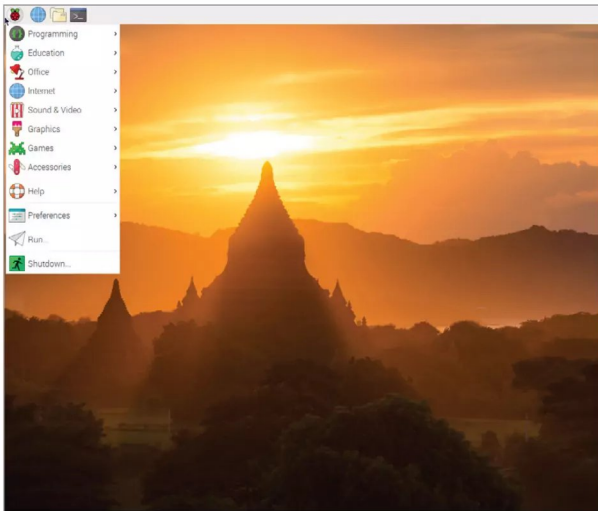 >_
Programming
Education
Office
Internet
Sound & Video
Graphics
Games
Accessories
Help
Preferences
Run...
Shutdown...